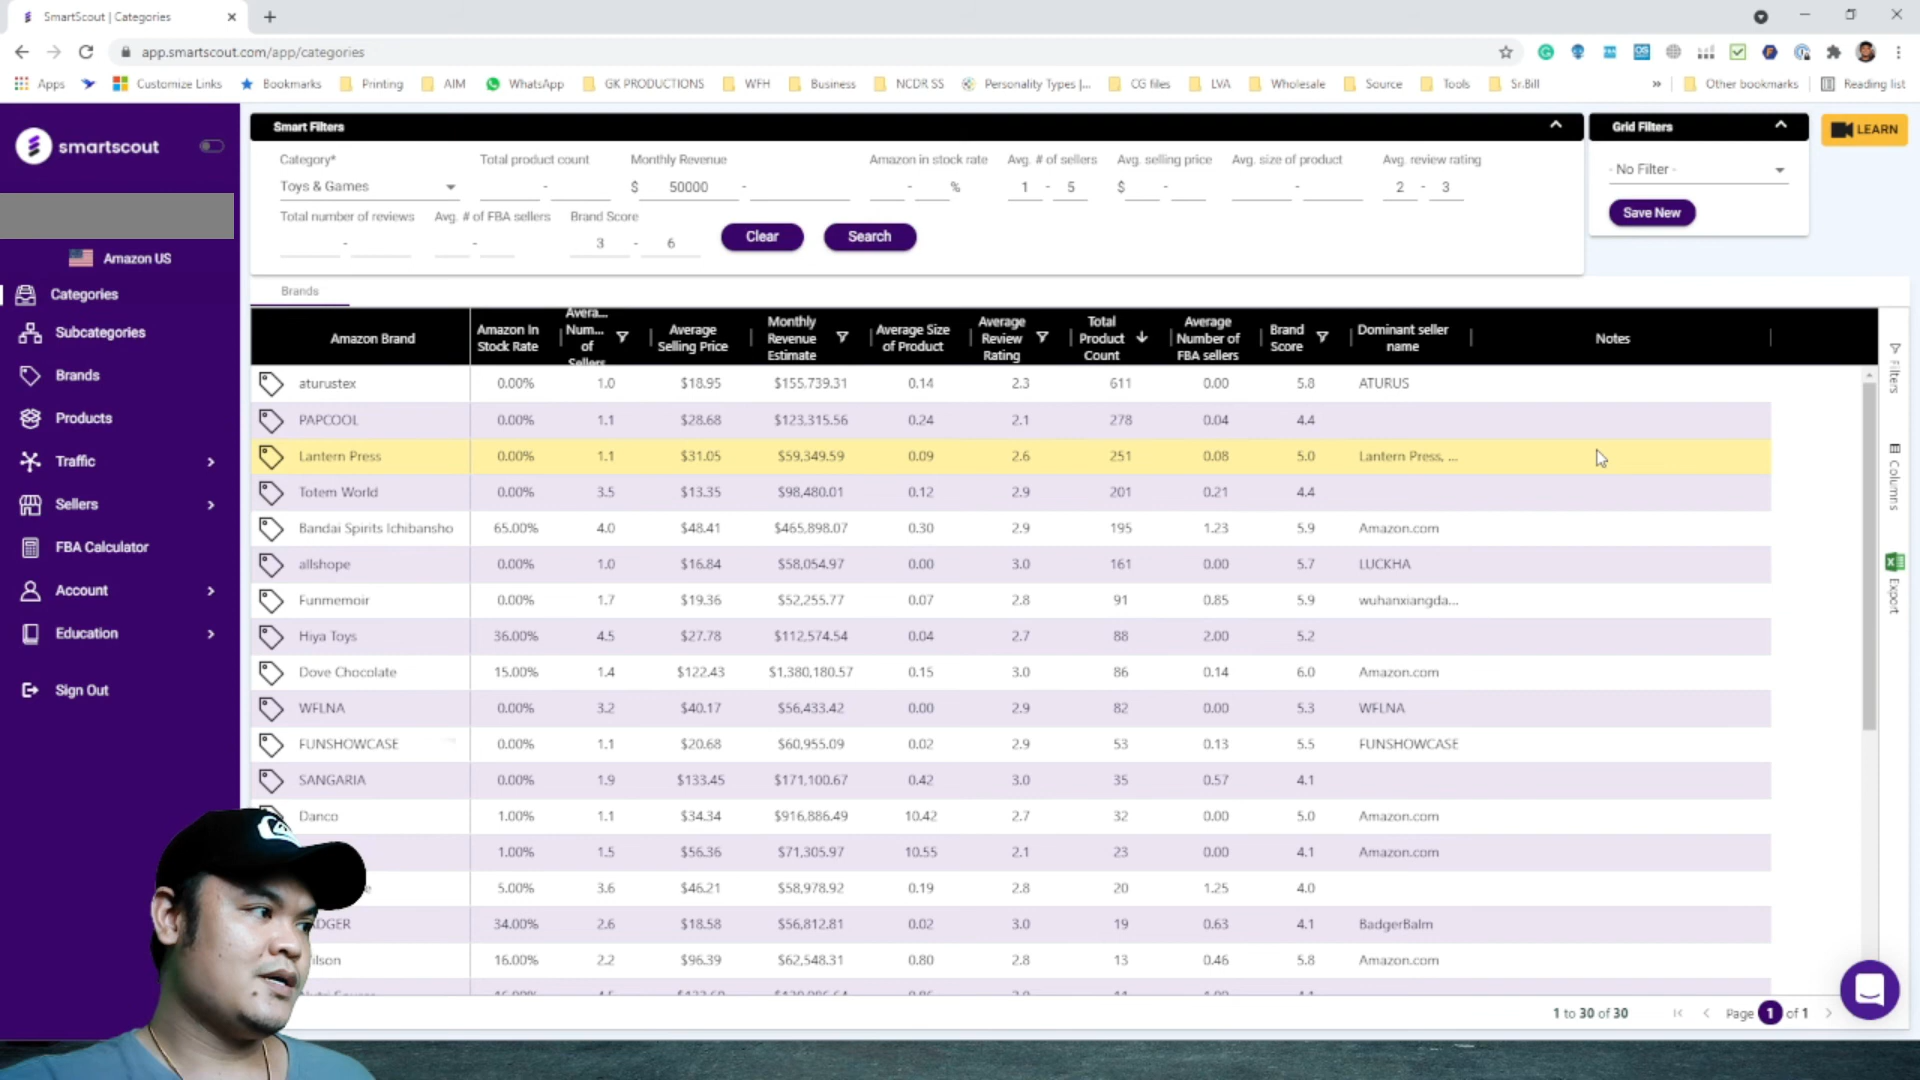 SmartScout | Categories
app.smartscout.com/app/categories
Apps Customize Links Bookmarks Printing AIM WhatsApp GK PRODUCTIONS WFH Business NCDR SS Personality Types |... CG files LVA Wholesale Source Tools Sr.Bill » Other bookmarks Reading list
smartscout
Amazon US
Categories
Subcategories
Brands
Products
Traffic
Sellers
FBA Calculator
Account
Education
Sign Out
Smart Filters
Category* Total product count Monthly Revenue Amazon in stock rate Avg. # of sellers Avg. selling price Avg. size of product Avg. review rating
Toys & Games - $ 50000 - - % 1 - 5 $ - - 2 - 3
Total number of reviews Avg. # of FBA sellers Brand Score
- - 3 - 6 Clear Search
Grid Filters
- No Filter -
Save New
LEARN
Brands
Amazon Brand
Amazon In Stock Rate
Avera... Num... of Sellers
Average Selling Price
Monthly Revenue Estimate
Average Size of Product
Average Review Rating
Total Product Count
Average Number of FBA sellers
Brand Score
Dominant seller name
Notes
aturustex 0.00% 1.0 $18.95 $155,739.31 0.14 2.3 611 0.00 5.8 ATURUS
PAPCOOL 0.00% 1.1 $28.68 $123,315.56 0.24 2.1 278 0.04 4.4
Lantern Press 0.00% 1.1 $31.05 $59,349.59 0.09 2.6 251 0.08 5.0 Lantern Press, ...
Totem World 0.00% 3.5 $13.35 $98,480.01 0.12 2.9 201 0.21 4.4
Bandai Spirits Ichibansho 65.00% 4.0 $48.41 $465,898.07 0.30 2.9 195 1.23 5.9 Amazon.com
allshope 0.00% 1.0 $16.84 $58,054.97 0.00 3.0 161 0.00 5.7 LUCKHA
Funmemoir 0.00% 1.7 $19.36 $52,255.77 0.07 2.8 91 0.85 5.9 wuhanxiangda...
Hiya Toys 36.00% 4.5 $27.78 $112,574.54 0.04 2.7 88 2.00 5.2
Dove Chocolate 15.00% 1.4 $122.43 $1,380,180.57 0.15 3.0 86 0.14 6.0 Amazon.com
WFLNA 0.00% 3.2 $40.17 $56,433.42 0.00 2.9 82 0.00 5.3 WFLNA
FUNSHOWCASE 0.00% 1.1 $20.68 $60,955.09 0.02 2.9 53 0.13 5.5 FUNSHOWCASE
SANGARIA 0.00% 1.9 $133.45 $171,100.67 0.42 3.0 35 0.57 4.1
Danco 1.00% 1.1 $34.34 $916,886.49 10.42 2.7 32 0.00 5.0 Amazon.com
1.00% 1.5 $56.36 $71,305.97 10.55 2.1 23 0.00 4.1 Amazon.com
e 5.00% 3.6 $46.21 $58,978.92 0.19 2.8 20 1.25 4.0
DGER 34.00% 2.6 $18.58 $56,812.81 0.02 3.0 19 0.63 4.1 BadgerBalm
ilson 16.00% 2.2 $96.39 $62,548.31 0.80 2.8 13 0.46 5.8 Amazon.com
Filters
Columns
Export
1 to 30 of 30 Page 1 of 1